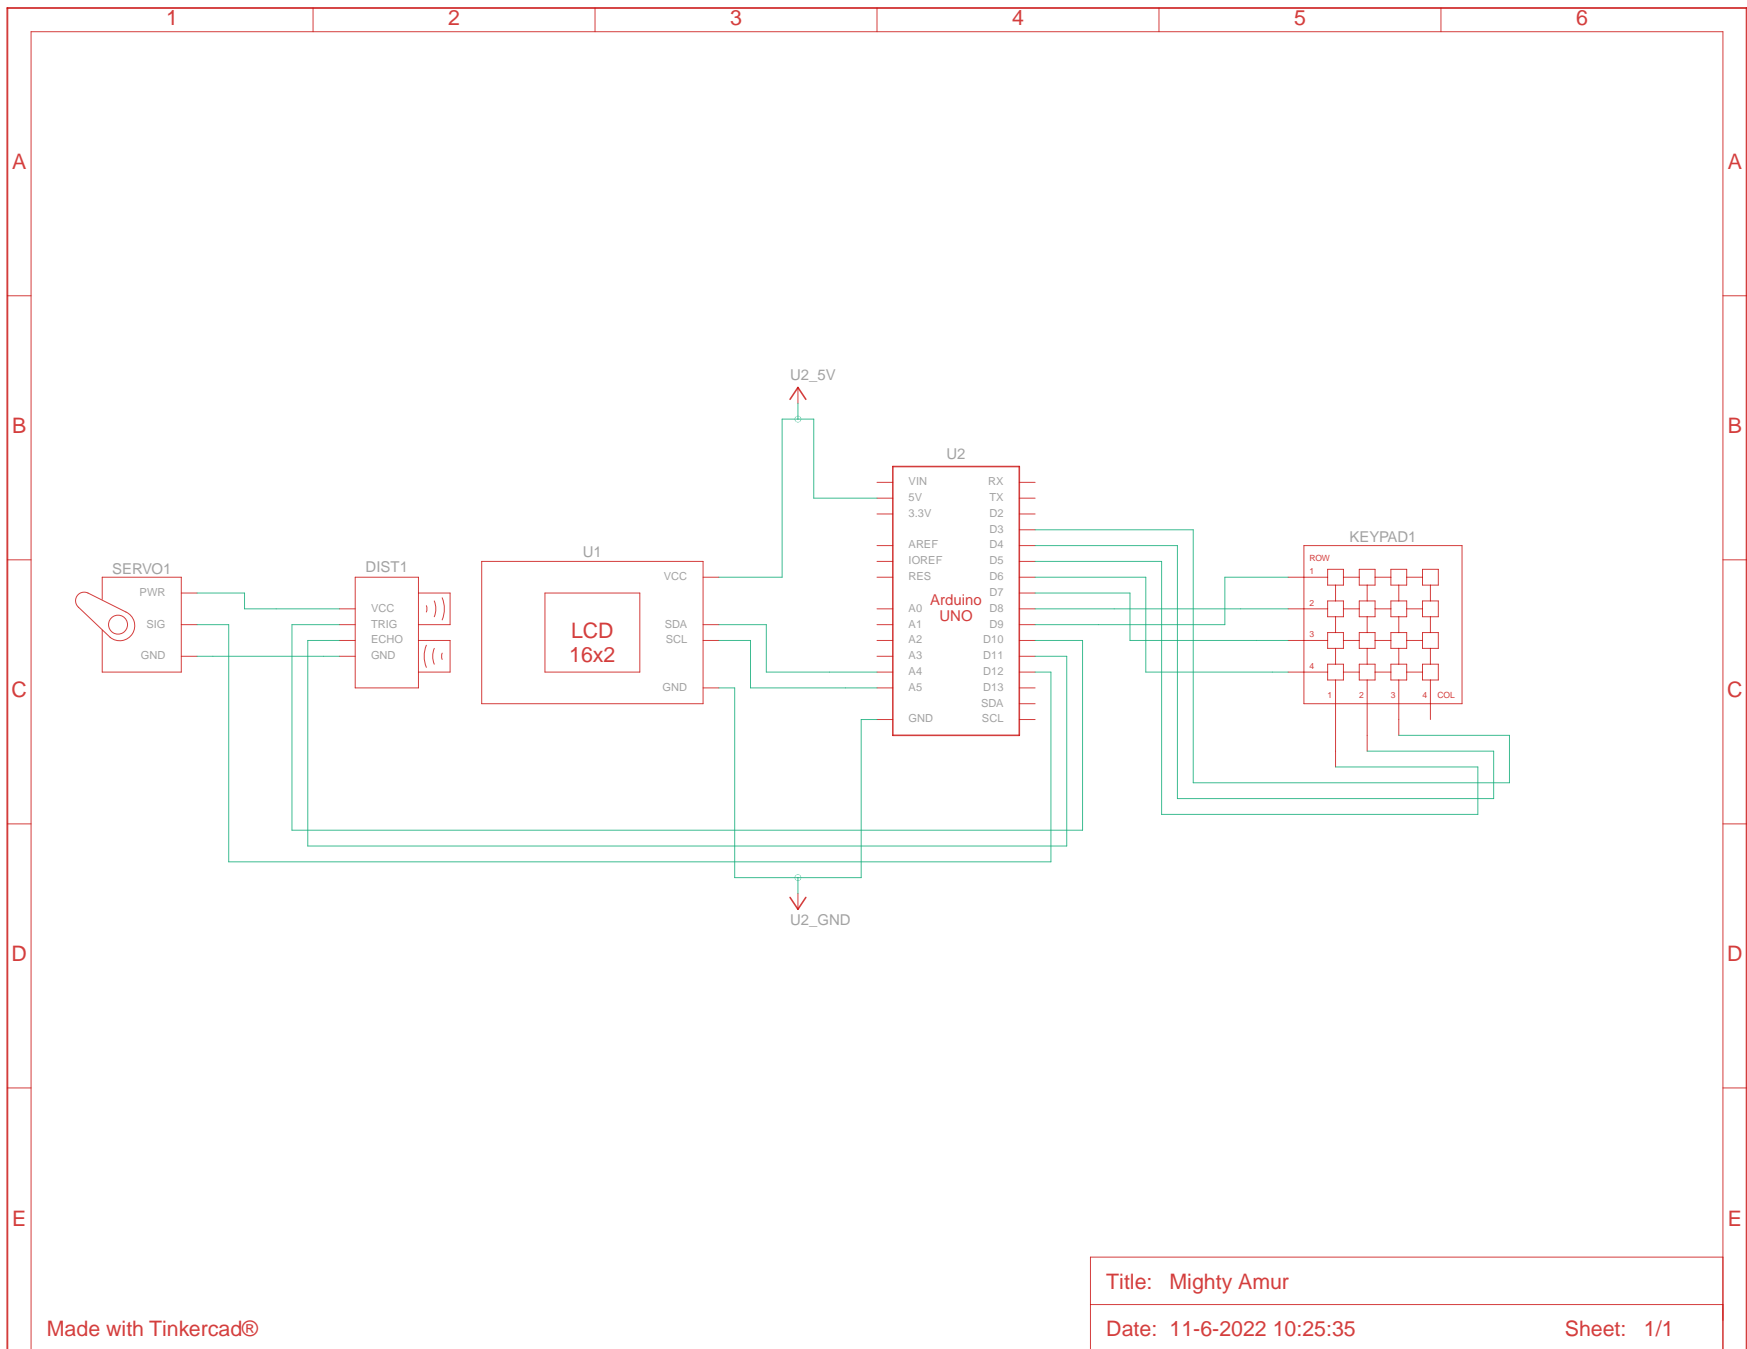 1 2 3 4 5 6
A A
B B
C C
D D
E E
U2_5V
U2
VIN RX
5V TX
3.3V D2
D3
AREF D4
IOREF D5
RES D6
D7
A0 D8
A1 D9
A2 D10
A3 D11
A4 D12
A5 D13
SDA
GND SCL
Arduino
UNO
SERVO1
PWR
SIG
GND
DIST1
VCC
TRIG
ECHO
GND
U1
VCC
SDA
SCL
GND
LCD
16x2
KEYPAD1
ROW
1
2
3
4
1 2 3 4 COL
U2_GND
Title: Mighty Amur
Date: 11-6-2022 10:25:35 Sheet: 1/1
Made with Tinkercad®